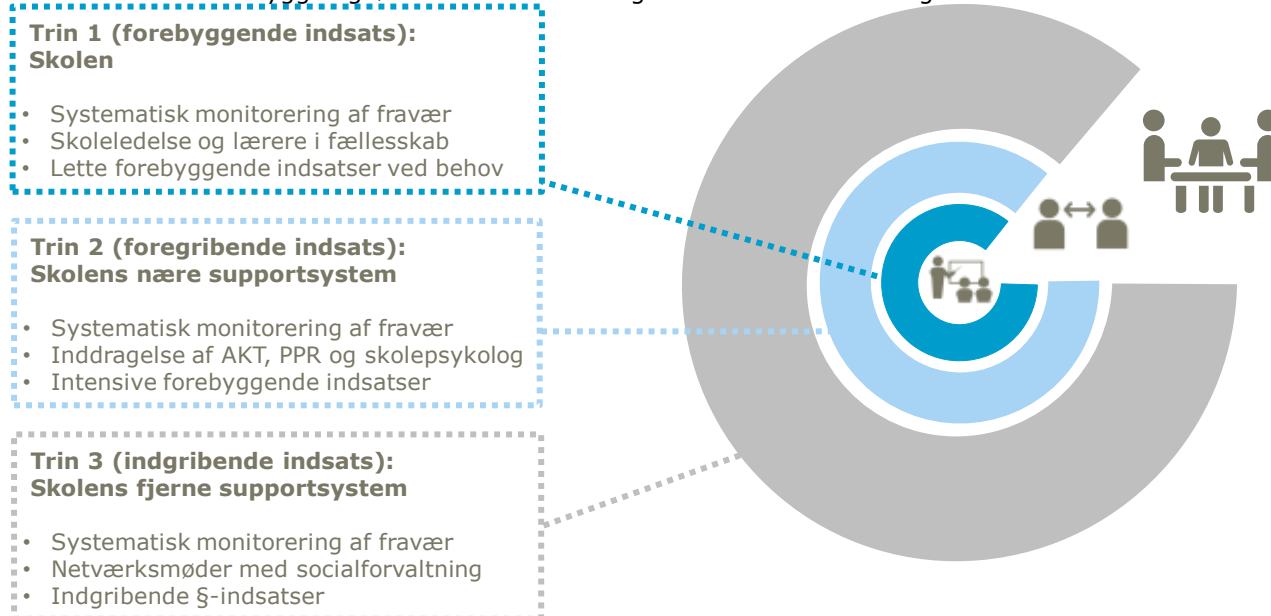 Trin 1 (forebyggende indsats):
Skolen
• Systematisk monitorering af fravær
• Skoleledelse og lærere i fællesskab
• Lette forebyggende indsatser ved behov
Trin 2 (foregribende indsats):
Skolens nære supportsystem
• Systematisk monitorering af fravær
• Inddragelse af AKT, PPR og skolepsykolog
• Intensive forebyggende indsatser
Trin 3 (indgribende indsats):
Skolens fjerne supportsystem
• Systematisk monitorering af fravær
• Netværksmøder med socialforvaltning
• Indgribende §-indsatser